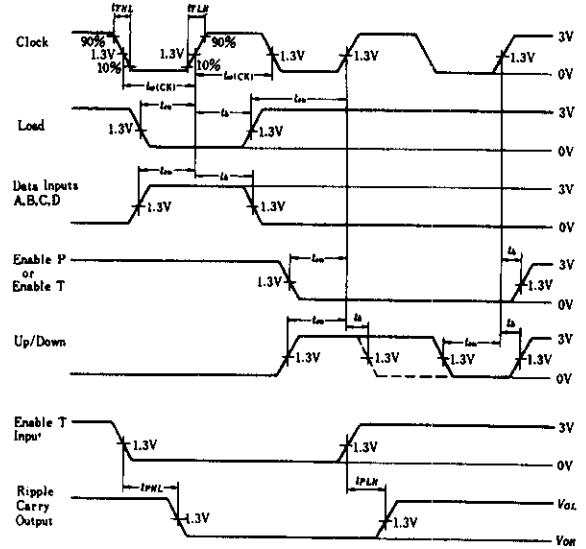 tTHL tTLH
Clock 90% 1.3V 10% 1.3V 10% 90% 1.3V 1.3V 1.3V 3V 0V
tw(CK) tw(CK)
tsu th tsu
Load 1.3V 1.3V 3V 0V
tsu th
Data Inputs
A,B,C,D
1.3V 1.3V 3V 0V
Enable P
or
Enable T
tsu th
1.3V 1.3V 3V 0V
Up/Down
tsu th tsu th
1.3V 1.3V 1.3V 1.3V 3V 0V
Enable T
Input
1.3V 1.3V 3V 0V
Ripple
Carry
Output
tPHL tPLH
1.3V 1.3V VOL VOH